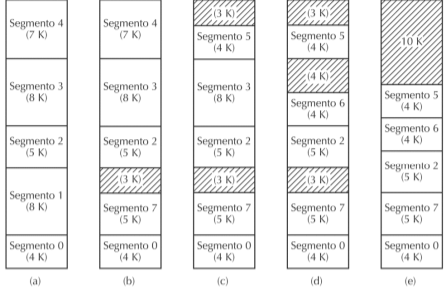 Segmento 4
(7 K)
Segmento 3
(8 K)
Segmento 2
(5 K)
Segmento 1
(8 K)
Segmento 0
(4 K)
(a)
Segmento 4
(7 K)
Segmento 3
(8 K)
Segmento 2
(5 K)
(3 K)
Segmento 7
(5 K)
Segmento 0
(4 K)
(b)
(3 K)
Segmento 5
(4 K)
Segmento 3
(8 K)
Segmento 2
(5 K)
(3 K)
Segmento 7
(5 K)
Segmento 0
(4 K)
(c)
(3 K)
Segmento 5
(4 K)
(4 K)
Segmento 6
(4 K)
Segmento 2
(5 K)
(3 K)
Segmento 7
(5 K)
Segmento 0
(4 K)
(d)
10 K
Segmento 5
(4 K)
Segmento 6
(4 K)
Segmento 2
(5 K)
Segmento 7
(5 K)
Segmento 0
(4 K)
(e)